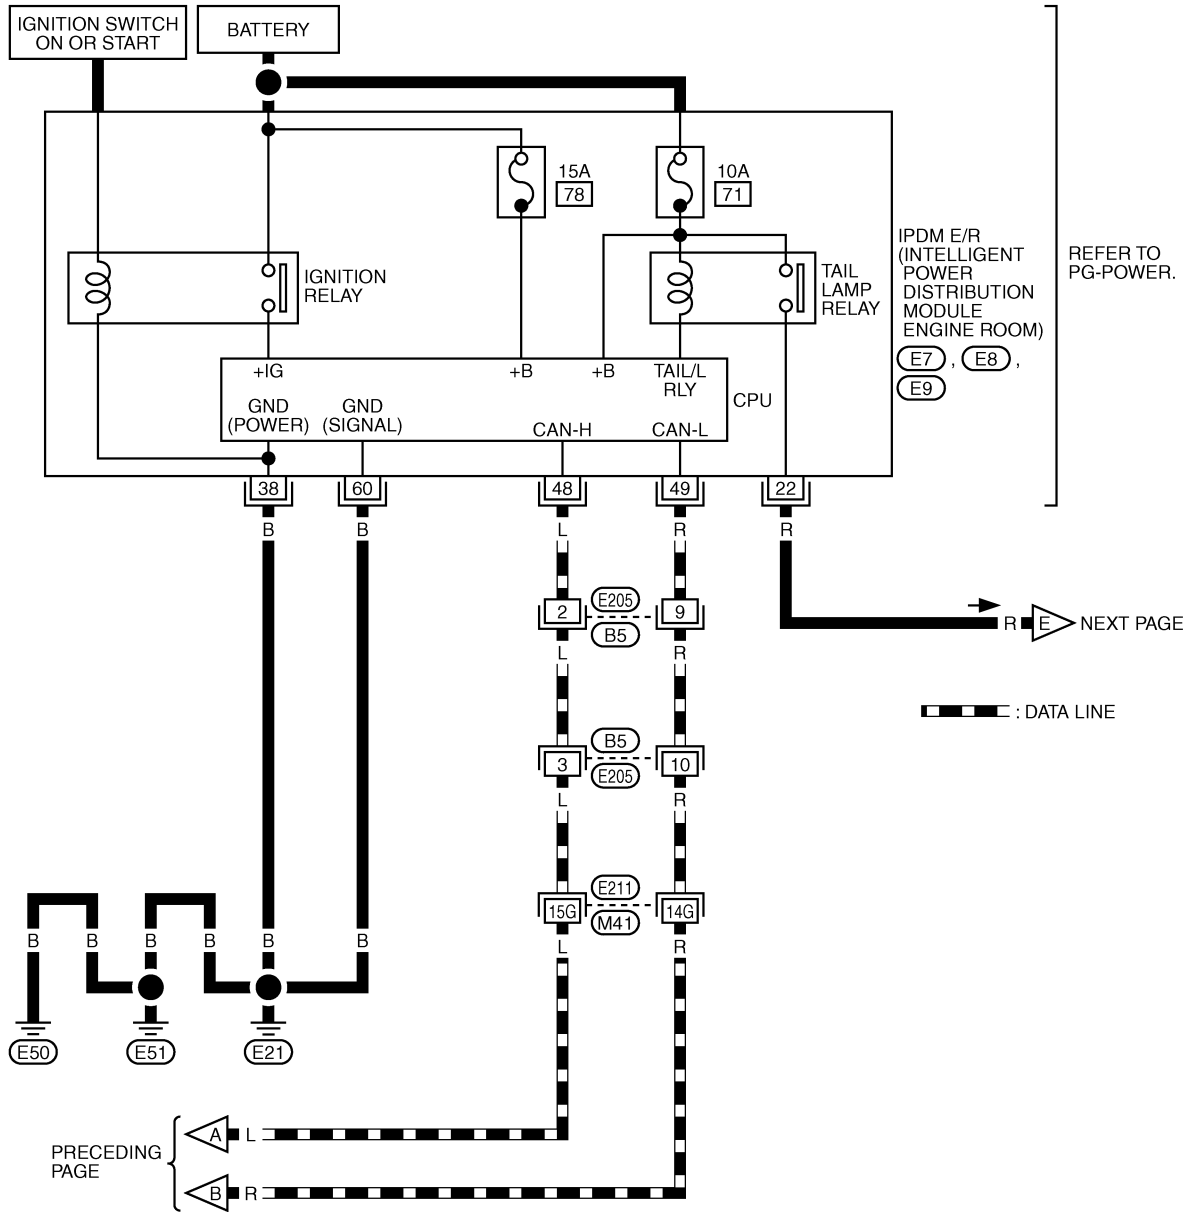 IGNITION SWITCH
ON OR START
BATTERY
15A
78
10A
71
IGNITION
RELAY
TAIL
LAMP
RELAY
IPDM E/R
(INTELLIGENT
POWER
DISTRIBUTION
MODULE
ENGINE ROOM)
E7 , E8 ,
E9
REFER TO
PG-POWER.
+IG
+B
+B
TAIL/L
RLY
CPU
GND
(POWER)
GND
(SIGNAL)
CAN-H
CAN-L
38
60
48
49
22
B
B
L
R
R
2
E205
B5
9
R
E
NEXT PAGE
L
R
: DATA LINE
3
B5
E205
10
L
R
15G
E211
M41
14G
B
B
B
B
B
B
L
R
E50
E51
E21
PRECEDING
PAGE
A
L
B
R